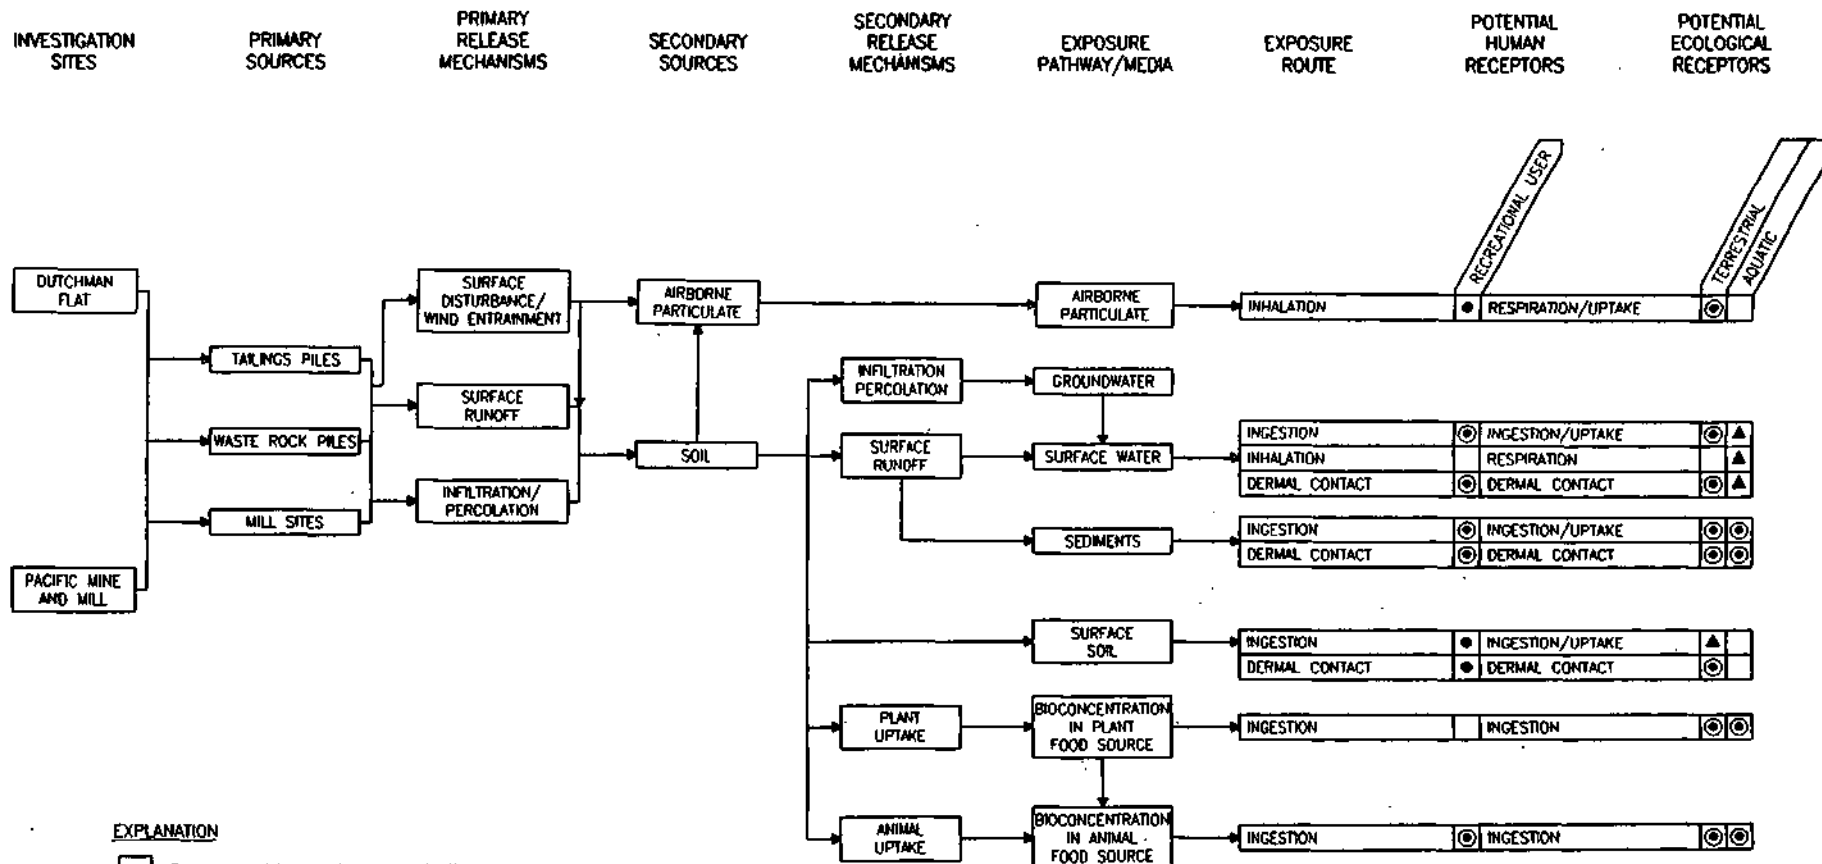 INVESTIGATION
SITES
PRIMARY
SOURCES
PRIMARY
RELEASE
MECHANISMS
SECONDARY
SOURCES
SECONDARY
RELEASE
MECHANISMS
EXPOSURE
PATHWAY/MEDIA
EXPOSURE
ROUTE
POTENTIAL
HUMAN
RECEPTORS
POTENTIAL
ECOLOGICAL
RECEPTORS
RECREATIONAL USER
TERRESTRIAL
AQUATIC
DUTCHMAN
FLAT
PACIFIC MINE
AND MILL
TAILINGS PILES
WASTE ROCK PILES
MILL SITES
SURFACE
DISTURBANCE/
WIND ENTRAINMENT
SURFACE
RUNOFF
INFILTRATION/
PERCOLATION
AIRBORNE
PARTICULATE
SOIL
INFILTRATION
PERCOLATION
SURFACE
RUNOFF
PLANT
UPTAKE
ANIMAL
UPTAKE
AIRBORNE
PARTICULATE
GROUNDWATER
SURFACE WATER
SEDIMENTS
SURFACE
SOIL
BIOCONCENTRATION
IN PLANT
FOOD SOURCE
BIOCONCENTRATION
IN ANIMAL
FOOD SOURCE
INHALATION RESPIRATION/UPTAKE
INGESTION INGESTION/UPTAKE
INHALATION RESPIRATION
DERMAL CONTACT DERMAL CONTACT
INGESTION INGESTION/UPTAKE
DERMAL CONTACT DERMAL CONTACT
INGESTION INGESTION/UPTAKE
DERMAL CONTACT DERMAL CONTACT
INGESTION INGESTION
INGESTION INGESTION
EXPLANATION